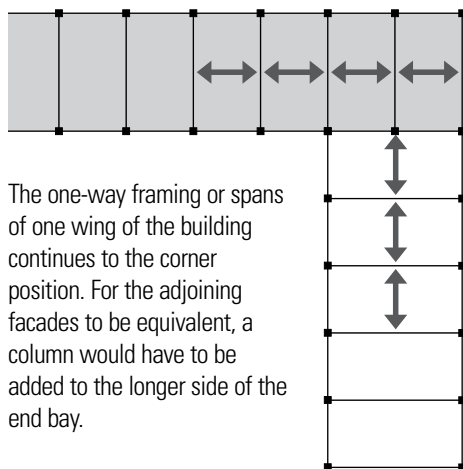 The one-way framing or spans
of one wing of the building
continues to the corner
position. For the adjoining
facades to be equivalent, a
column would have to be
added to the longer side of the
end bay.